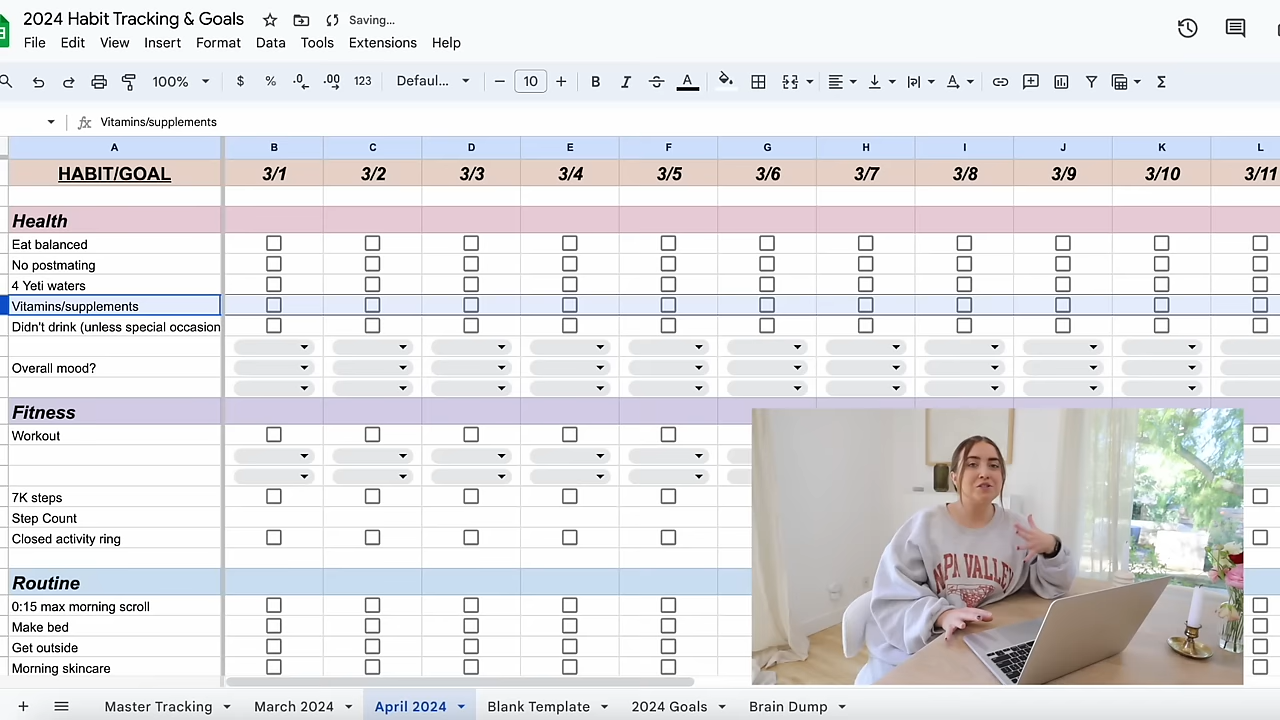 2024 Habit Tracking & Goals Saving...
File Edit View Insert Format Data Tools Extensions Help
100% $ % .0 .00 123 Defaul... 10 B I A Σ
fx Vitamins/supplements
A B C D E F G H I J K L
HABIT/GOAL 3/1 3/2 3/3 3/4 3/5 3/6 3/7 3/8 3/9 3/10 3/11
Health
Eat balanced
No postmating
4 Yeti waters
Vitamins/supplements
Didn't drink (unless special occasion
Overall mood?
Fitness
Workout
7K steps
Step Count
Closed activity ring
Routine
0:15 max morning scroll
Make bed
Get outside
Morning skincare
Master Tracking March 2024 April 2024 Blank Template 2024 Goals Brain Dump